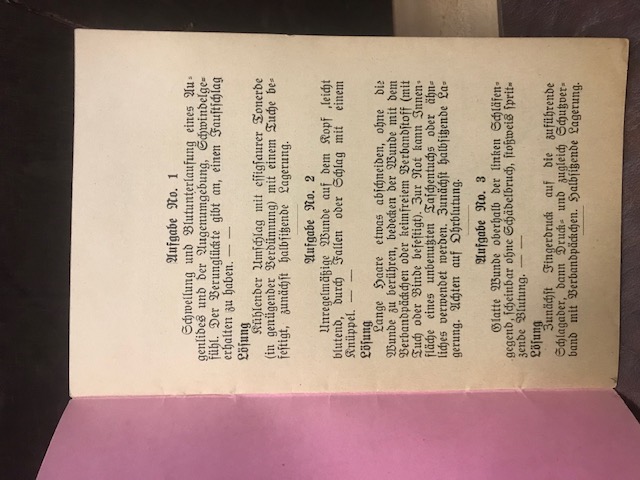 Aufgabe No. 1
Schwellung und Blutunterlaufung eines Au-
genlides und der Augenumgebung, Schwindelge-
fühl. Der Verunglückte gibt an, einen Faustschlag
erhalten zu haben. — —
Lösung
Kühlender Umschlag mit essigsaurer Tonerde
(in genügender Verdünnung) mit einem Tuche be-
festigt, zunächst halbsitzende Lagerung.
Aufgabe No. 2
Unregelmäßige Wunde auf dem Kopf ,leicht
blutend, durch Fallen oder Schlag mit einem
Knüppel. — —
Lösung
Lange Haare etwas abschneiden, ohne die
Wunde zu berühren, bedecken der Wunde mit dem
Verbandpäckchen oder keimfreiem Verbandstoff (mit
Tuch oder Binde befestigt). Zur Not kann Innen-
fläche eines unbenutzten Taschentuchs oder ähn-
liches verwendet werden. Zunächst halbsitzende La-
gerung. Achten auf Ohrblutung.
Aufgabe No. 3
Glatte Wunde oberhalb der linken Schläfen-
gegend, scheinbar ohne Schädelbruch, stoßweis sprit-
zende Blutung. — —
Lösung
Zunächst Fingerdruck auf die zuführende
Schlagader, dann Druck- und zugleich Schutzver-
band mit Verbandpäckchen. Halbsitzende Lagerung.